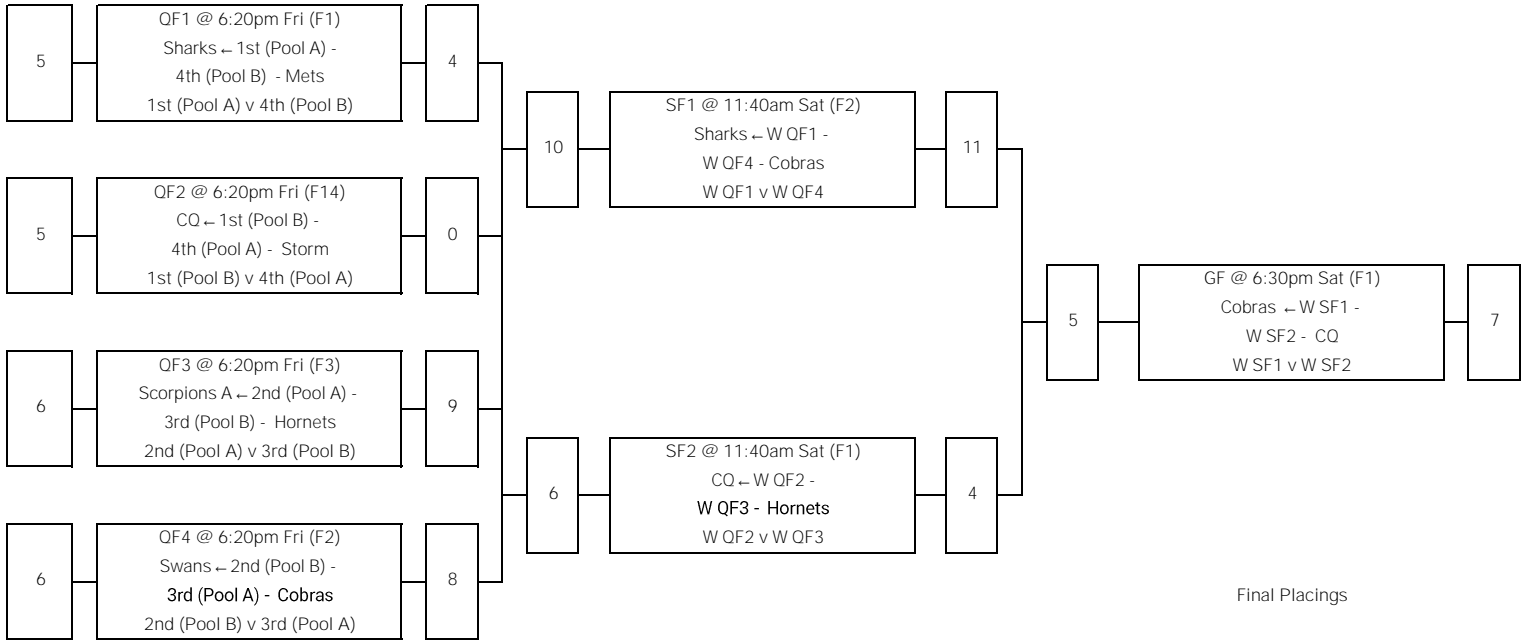 5
QF1 @ 6:20pm Fri (F1)
Sharks ← 1st (Pool A) -
4th (Pool B) - Mets
1st (Pool A) v 4th (Pool B)
4
5
QF2 @ 6:20pm Fri (F14)
CQ ← 1st (Pool B) -
4th (Pool A) - Storm
1st (Pool B) v 4th (Pool A)
0
6
QF3 @ 6:20pm Fri (F3)
Scorpions A ← 2nd (Pool A) -
3rd (Pool B) - Hornets
2nd (Pool A) v 3rd (Pool B)
9
6
QF4 @ 6:20pm Fri (F2)
Swans ← 2nd (Pool B) -
3rd (Pool A) - Cobras
2nd (Pool B) v 3rd (Pool A)
8
10
SF1 @ 11:40am Sat (F2)
Sharks ← W QF1 -
W QF4 - Cobras
W QF1 v W QF4
11
6
SF2 @ 11:40am Sat (F1)
CQ ← W QF2 -
W QF3 - Hornets
W QF2 v W QF3
4
5
GF @ 6:30pm Sat (F1)
Cobras ← W SF1 -
W SF2 - CQ
W SF1 v W SF2
7
Final Placings